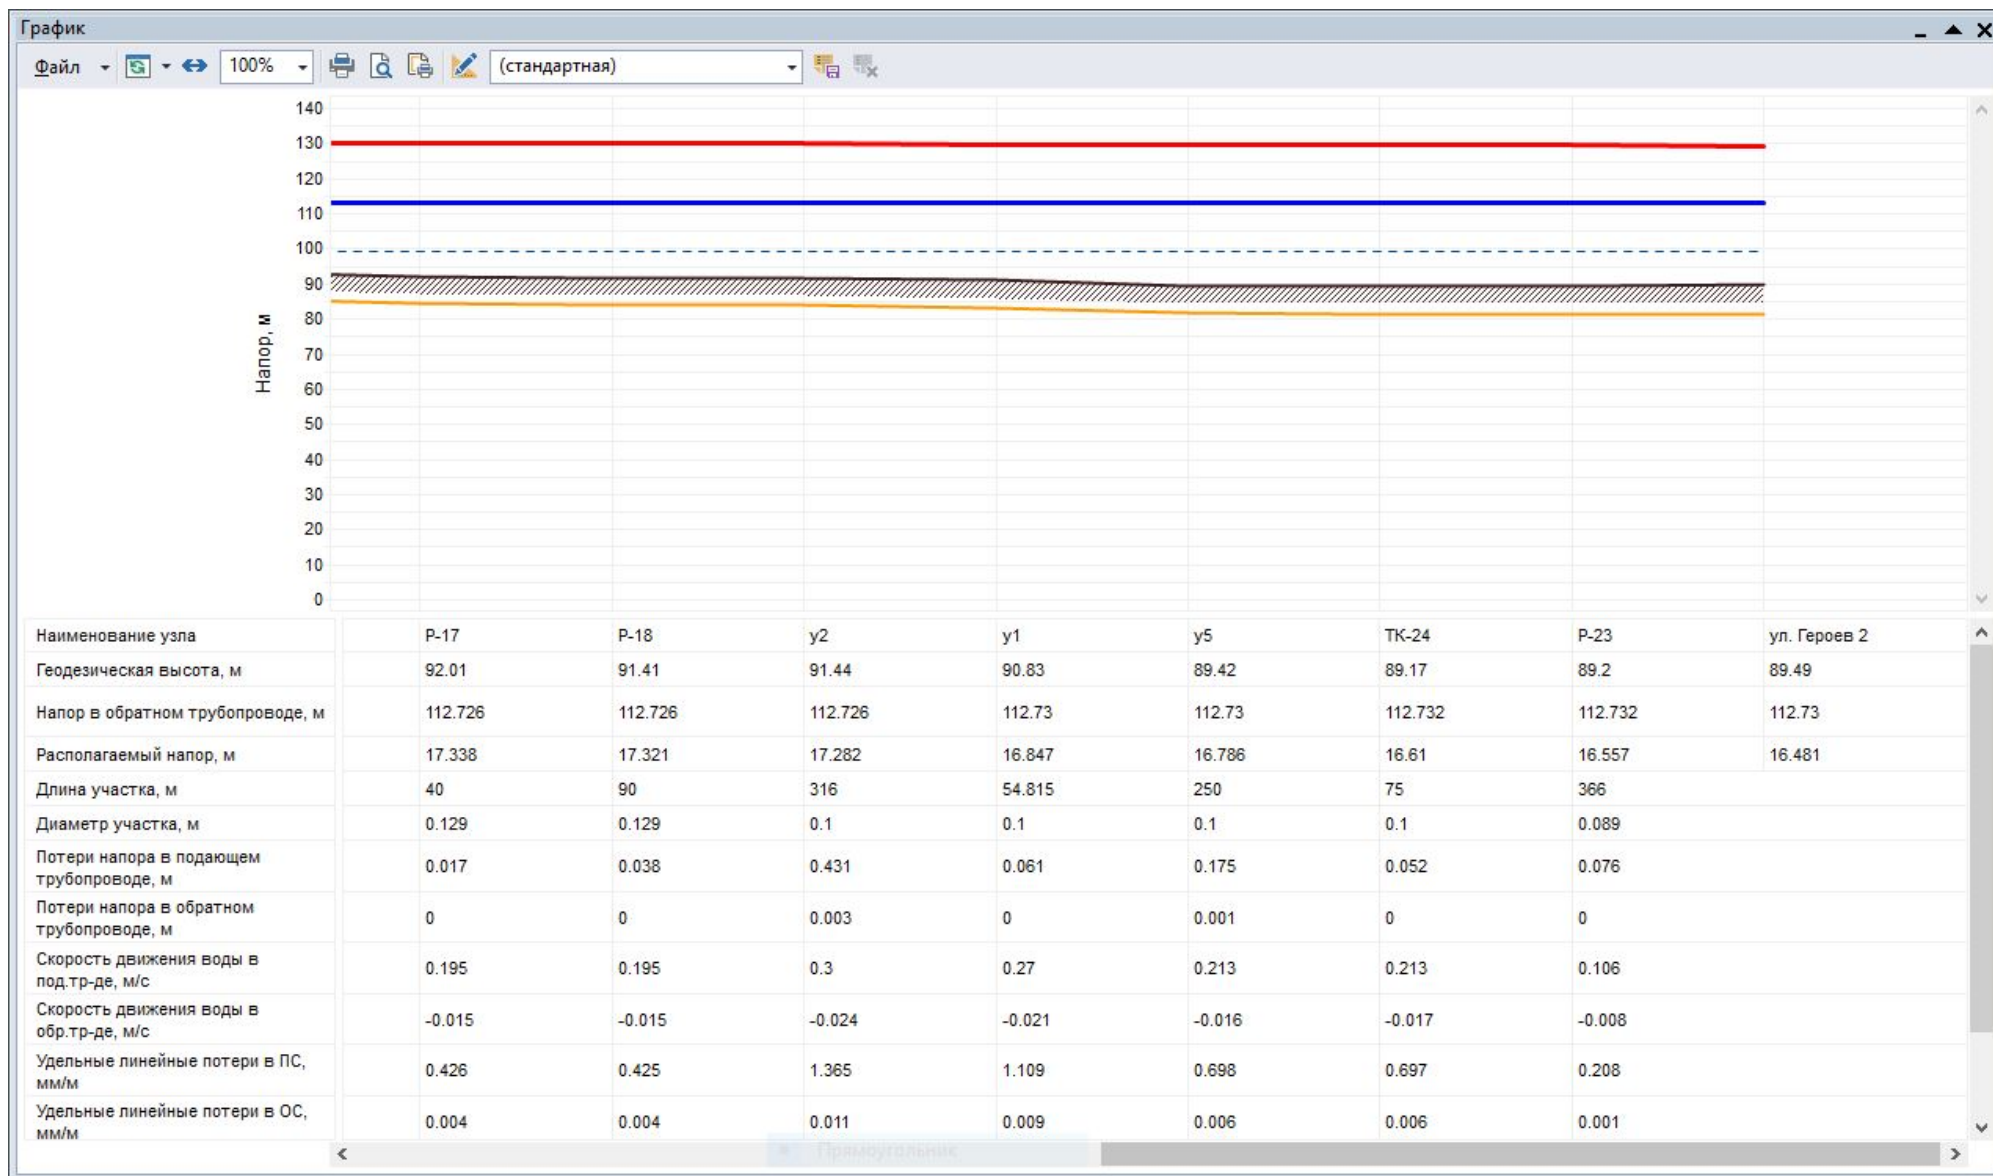 График
Файл 100% (стандартная)
140
130
120
110
100
90
80
70
60
50
40
30
20
10
0
Напор, м
Наименование узла P-17 P-18 y2 y1 y5 ТК-24 P-23 ул. Героев 2
Геодезическая высота, м 92.01 91.41 91.44 90.83 89.42 89.17 89.2 89.49
Напор в обратном трубопроводе, м 112.726 112.726 112.726 112.73 112.73 112.732 112.732 112.73
Располагаемый напор, м 17.338 17.321 17.282 16.847 16.786 16.61 16.557 16.481
Длина участка, м 40 90 316 54.815 250 75 366
Диаметр участка, м 0.129 0.129 0.1 0.1 0.1 0.1 0.089
Потери напора в подающем
трубопроводе, м 0.017 0.038 0.431 0.061 0.175 0.052 0.076
Потери напора в обратном
трубопроводе, м 0 0 0.003 0 0.001 0 0
Скорость движения воды в
под.тр-де, м/с 0.195 0.195 0.3 0.27 0.213 0.213 0.106
Скорость движения воды в
обр.тр-де, м/с -0.015 -0.015 -0.024 -0.021 -0.016 -0.017 -0.008
Удельные линейные потери в ПС,
мм/м 0.426 0.425 1.365 1.109 0.698 0.697 0.208
Удельные линейные потери в ОС,
мм/м 0.004 0.004 0.011 0.009 0.006 0.006 0.001
Прямоугольник